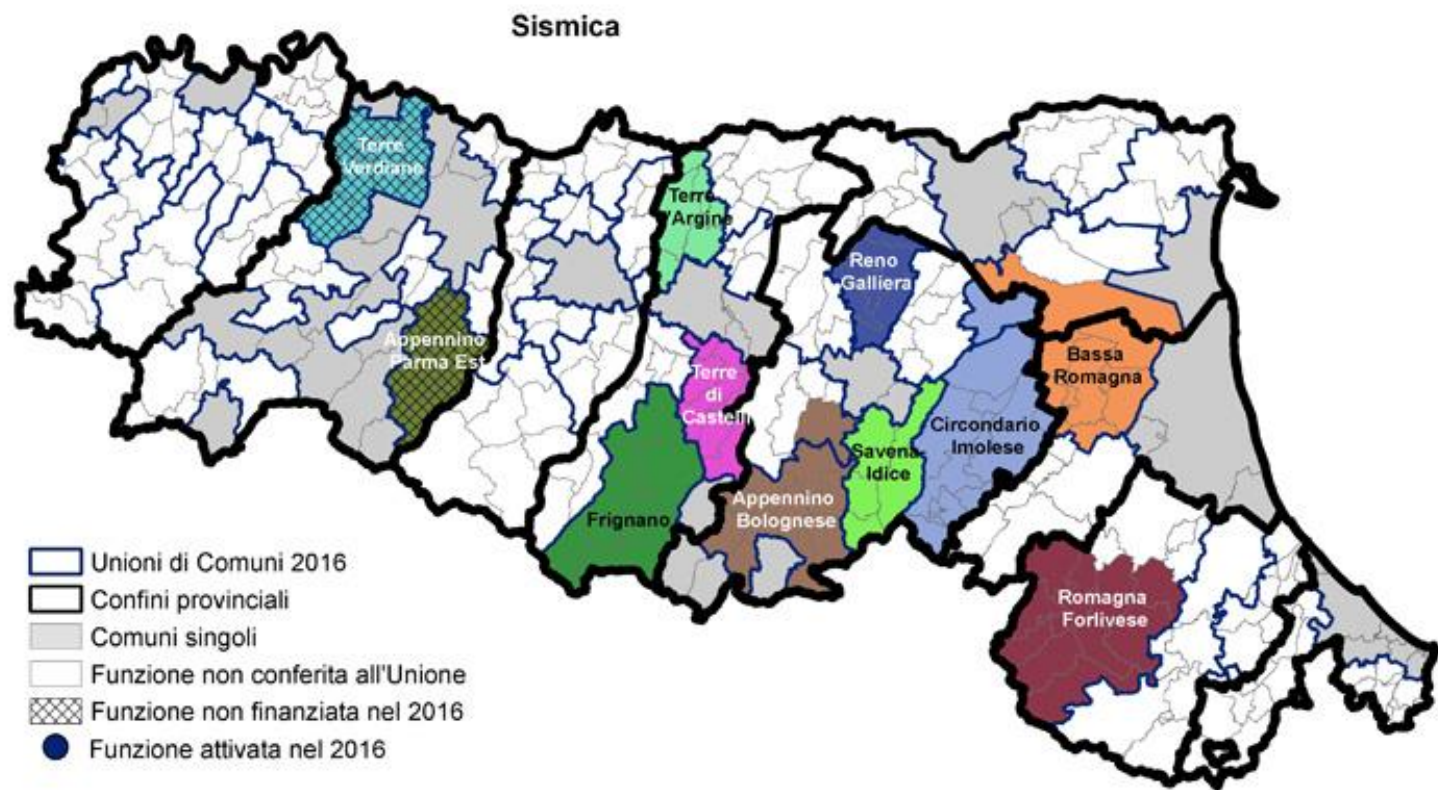 Sismica
Terre
Verdiane
Terre
d'Argine
Reno
Galliera
Appennino
Parma Est
Terre
di
Castelli
Bassa
Romagna
Circondario
Imolese
Savena
Idice
Appennino
Bolognese
Frignano
Romagna
Forlivese
Unioni di Comuni 2016
Confini provinciali
Comuni singoli
Funzione non conferita all'Unione
Funzione non finanziata nel 2016
Funzione attivata nel 2016